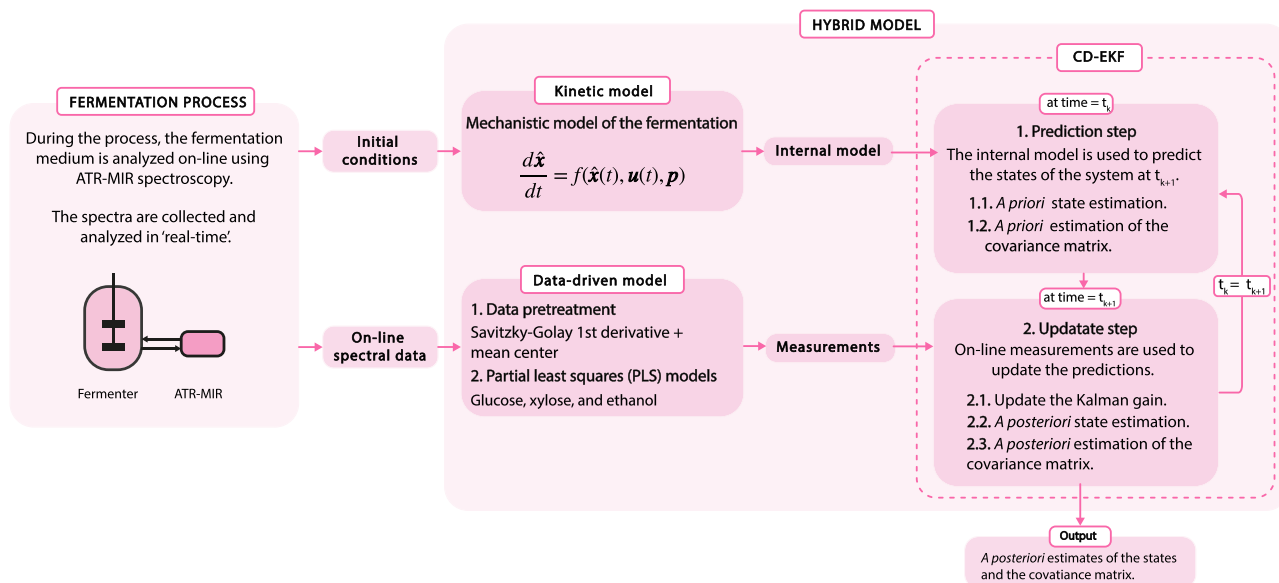 HYBRID MODEL
FERMENTATION PROCESS
During the process, the fermentation
medium is analyzed on-line using
ATR-MIR spectroscopy.
The spectra are collected and
analyzed in ‘real-time’.
Fermenter
ATR-MIR
Initial
conditions
On-line
spectral data
Kinetic model
Mechanistic model of the fermentation
dx̂/dt = f(x̂(t), u(t), p)
Data-driven model
1. Data pretreatment
Savitzky-Golay 1st derivative +
mean center
2. Partial least squares (PLS) models
Glucose, xylose, and ethanol
Internal model
Measurements
CD-EKF
at time = t_k
1. Prediction step
The internal model is used to predict
the states of the system at t_{k+1}.
1.1. A priori state estimation.
1.2. A priori estimation of the
covariance matrix.
t_k = t_{k+1}
at time = t_{k+1}
2. Updatate step
On-line measurements are used to
update the predictions.
2.1. Update the Kalman gain.
2.2. A posteriori state estimation.
2.3. A posteriori estimation of the
covariance matrix.
Output
A posteriori estimates of the states
and the covatiance matrix.